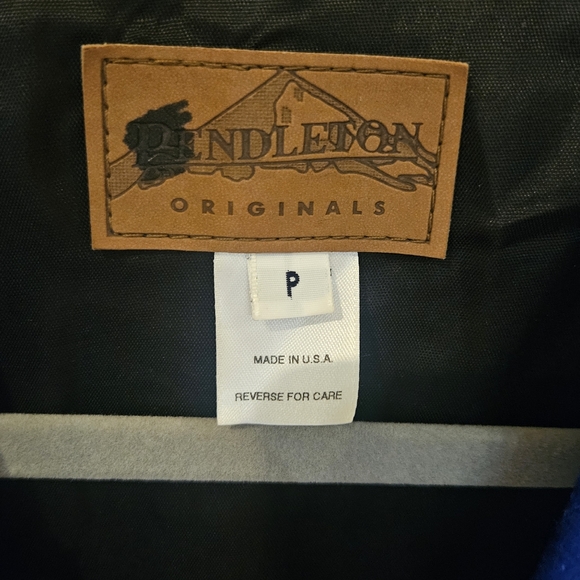 PENDLETON
ORIGINALS
P
MADE IN U.S.A.
REVERSE FOR CARE